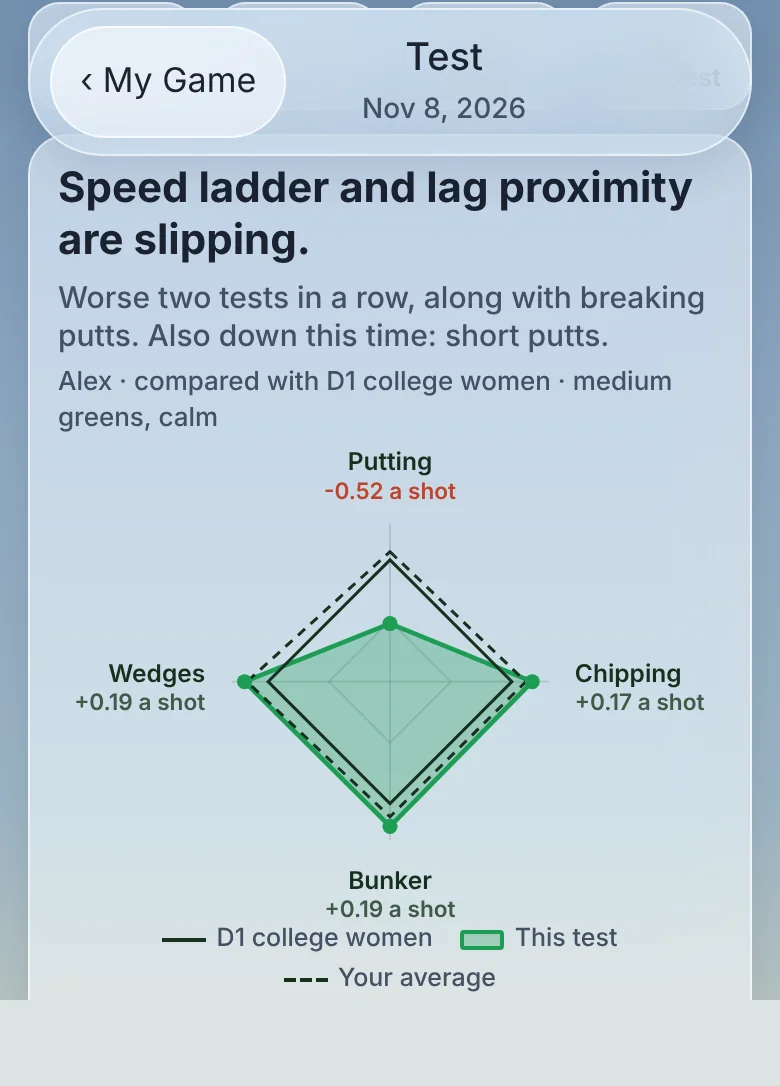 ‹ My Game
Test
Nov 8, 2026
Speed ladder and lag proximity
are slipping.
Worse two tests in a row, along with breaking
putts. Also down this time: short putts.
Alex · compared with D1 college women · medium
greens, calm
Putting
-0.52 a shot
Wedges
+0.19 a shot
Chipping
+0.17 a shot
Bunker
+0.19 a shot
D1 college women
This test
Your average